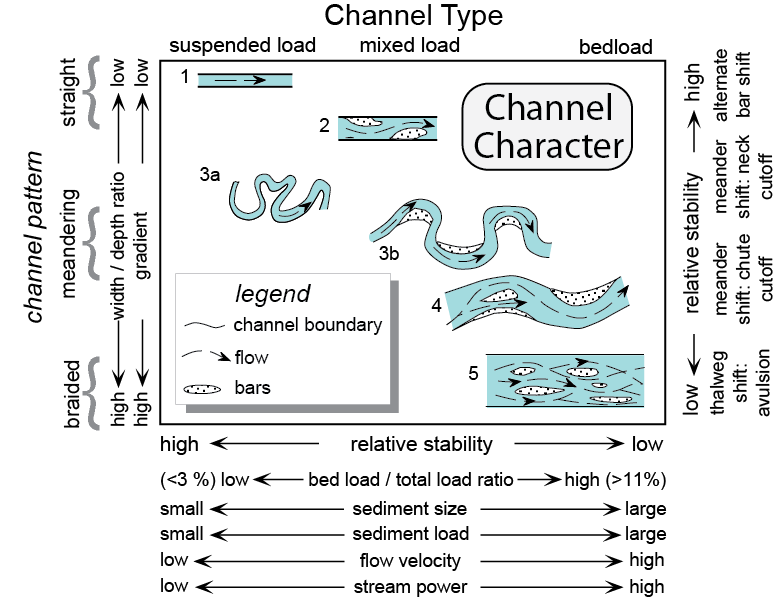 Channel Type
suspended load mixed load bedload
straight
meandering
braided
channel pattern
low
width / depth ratio
high
low
gradient
high
1
2
3a
3b
4
5
Channel
Character
legend
channel boundary
flow
bars
high
relative stability
low
alternate
bar shift
meander
shift: neck
cutoff
meander
shift: chute
cutoff
thalweg
shift:
avulsion
high relative stability low
(<3 %) low bed load / total load ratio high (>11%)
small sediment size large
small sediment load large
low flow velocity high
low stream power high